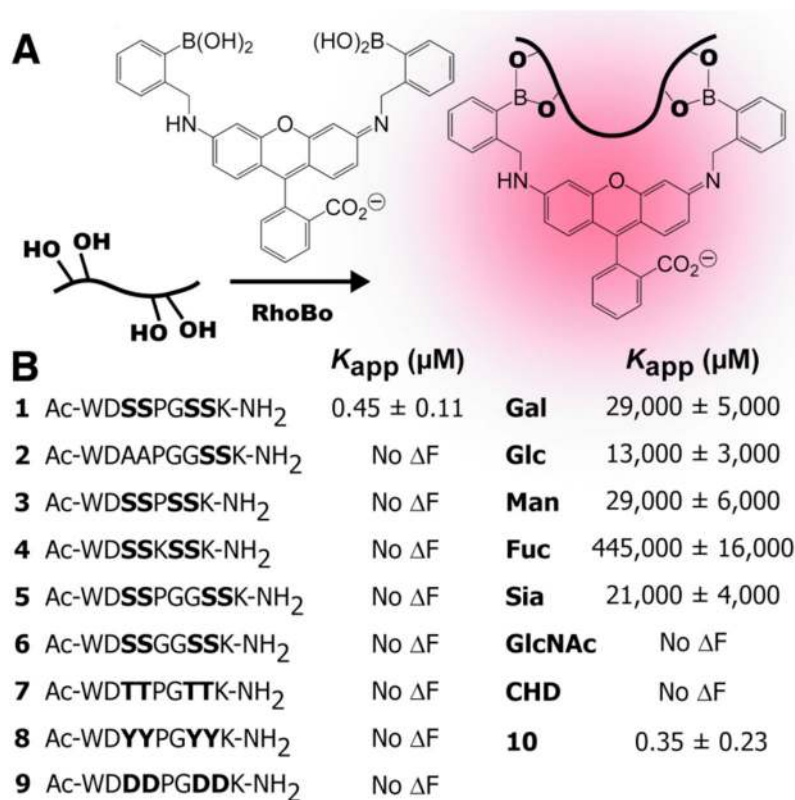 A
B(OH)2 (HO)2B
HN O N
CO2⊖
HO OH
HO OH
RhoBo
O O
B O O B
HN O N
CO2⊖
B
Kapp (μM) Kapp (μM)
1 Ac-WDSSPGSSK-NH2 0.45 ± 0.11 Gal 29,000 ± 5,000
2 Ac-WDAAPGGSSK-NH2 No ΔF Glc 13,000 ± 3,000
3 Ac-WDSSPSSK-NH2 No ΔF Man 29,000 ± 6,000
4 Ac-WDSSKSSK-NH2 No ΔF Fuc 445,000 ± 16,000
5 Ac-WDSSPGGSSK-NH2 No ΔF Sia 21,000 ± 4,000
6 Ac-WDSSGGSSK-NH2 No ΔF GlcNAc No ΔF
7 Ac-WDTTPGTTK-NH2 No ΔF CHD No ΔF
8 Ac-WDYYPGYYK-NH2 No ΔF 10 0.35 ± 0.23
9 Ac-WDDDPGDDK-NH2 No ΔF